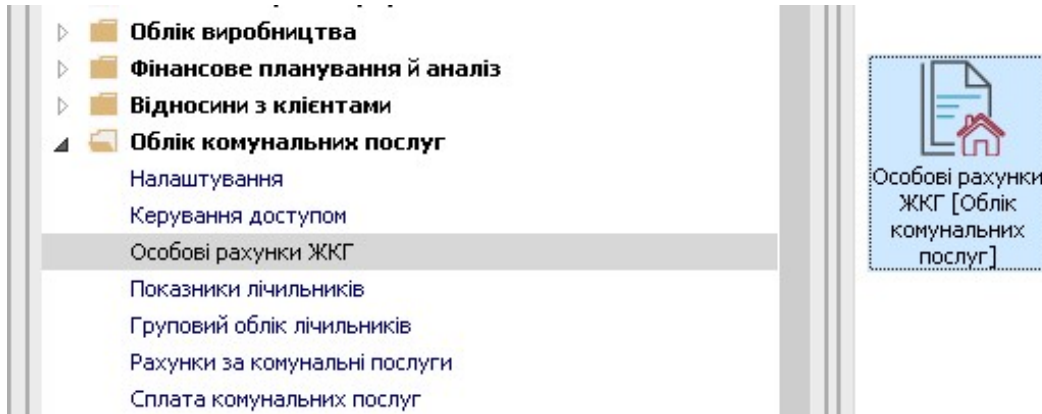 Облік виробництва
Фінансове планування й аналіз
Відносини з клієнтами
Облік комунальних послуг
Налаштування
Керування доступом
Особові рахунки ЖКГ
Показники лічильників
Груповий облік лічильників
Рахунки за комунальні послуги
Сплата комунальних послуг
Особові рахунки
ЖКГ [Облік
комунальних
послуг]